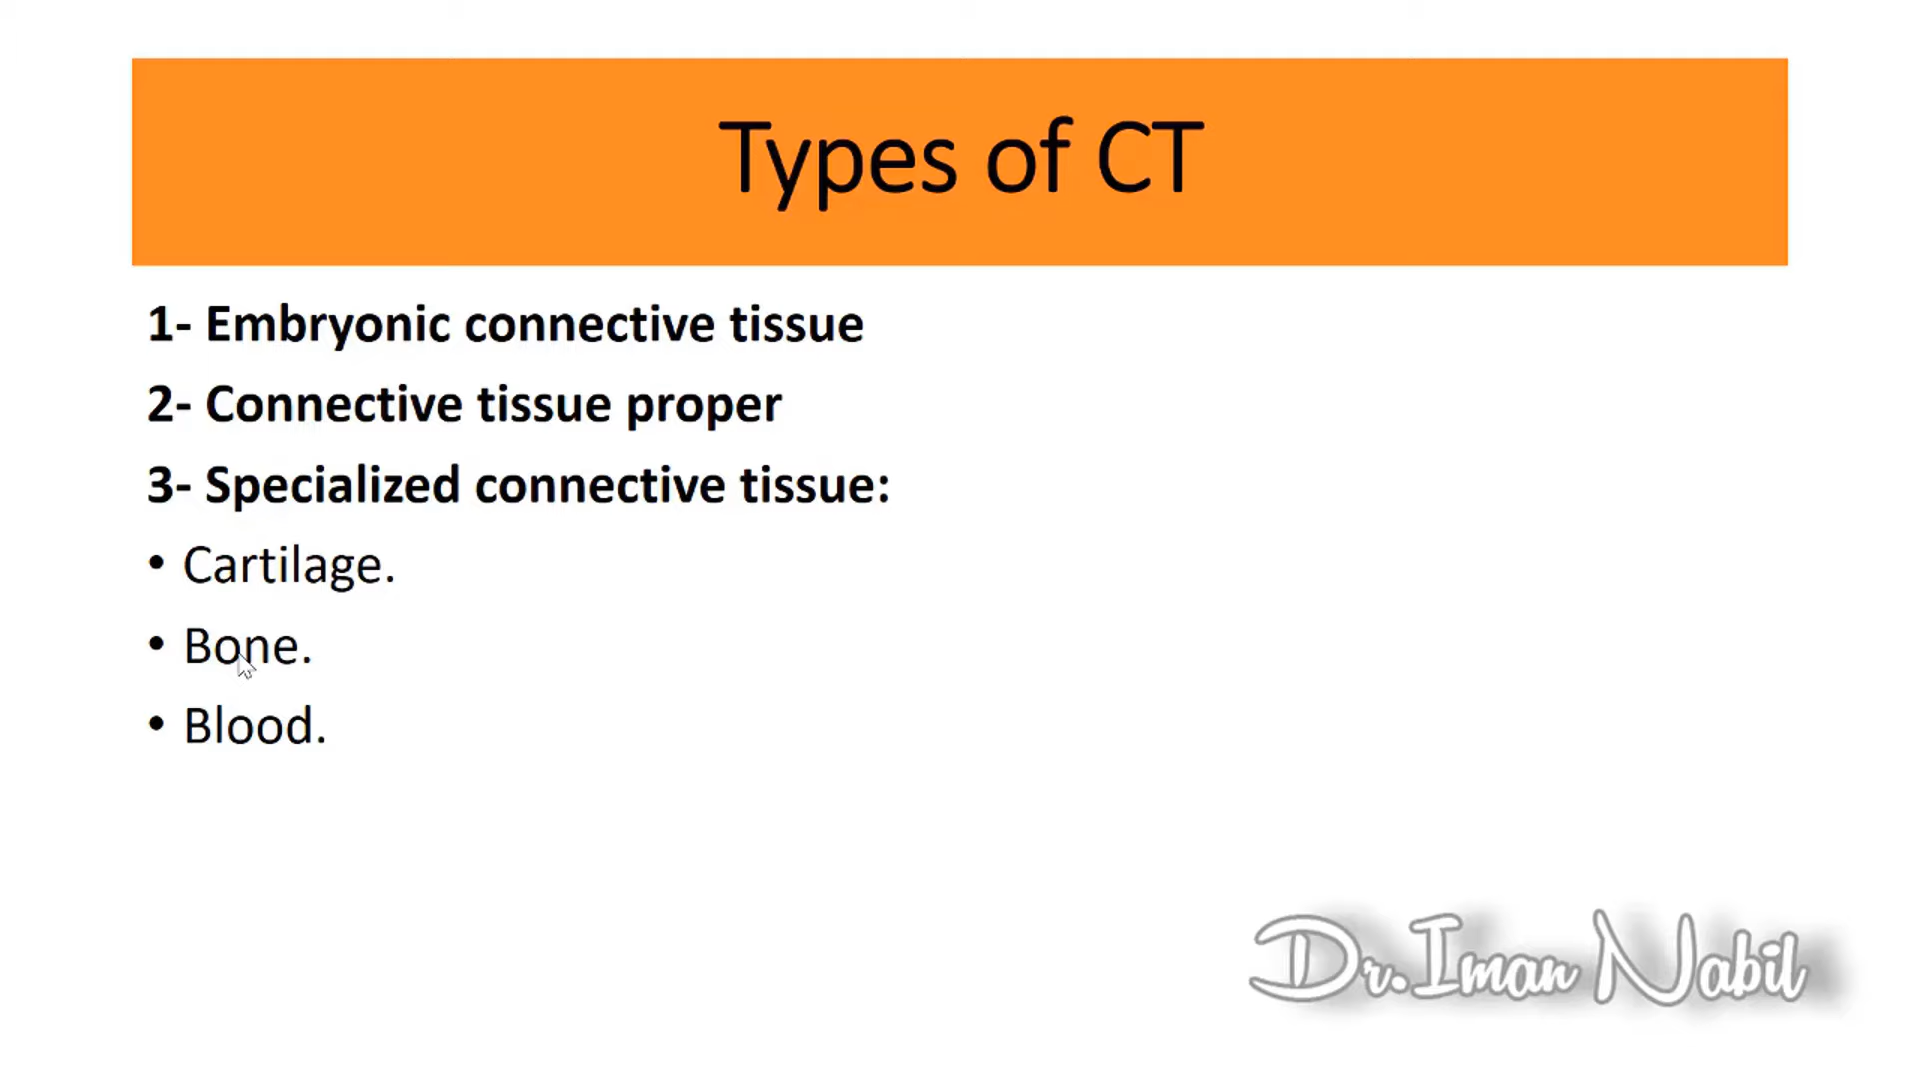 Types of CT
1- Embryonic connective tissue
2- Connective tissue proper
3- Specialized connective tissue:
• Cartilage.
• Bone.
• Blood.
Dr.Iman Nabil